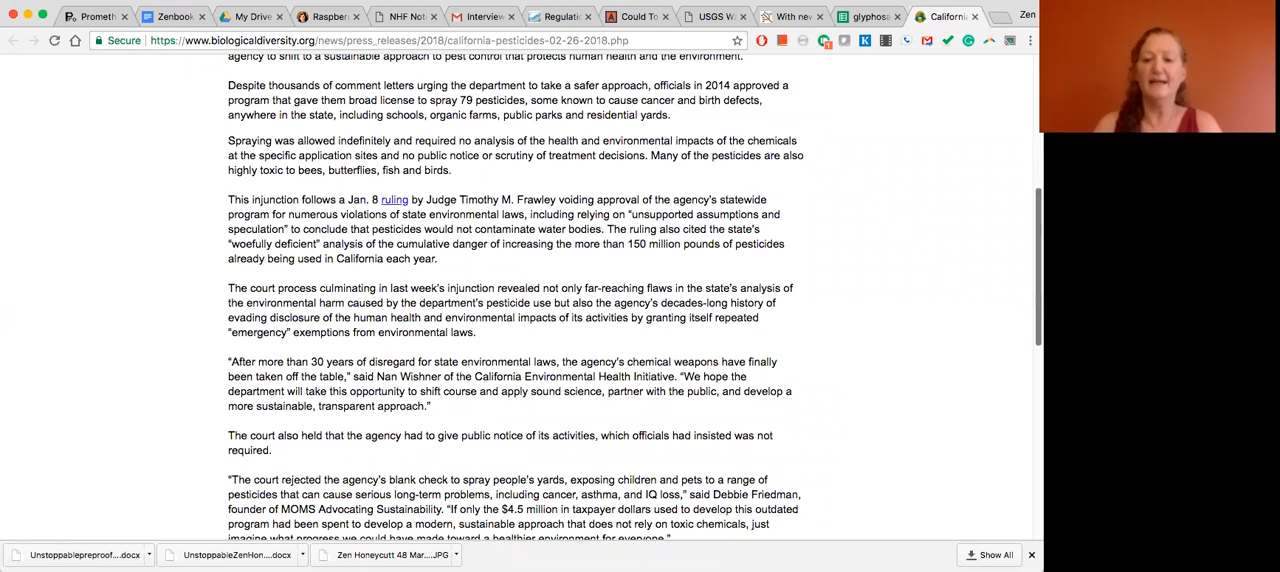 Prometh
Zenbook
My Drive
Raspber
NHF Not
Interview
Regulati
Could To
USGS W
With nev
glyphosa
California
Zen
Secure
https://www.biologicaldiversity.org/news/press_releases/2018/california-pesticides-02-26-2018.php
agency to shift to a sustainable approach to pest control that protects human health and the environment.
Despite thousands of comment letters urging the department to take a safer approach, officials in 2014 approved a
program that gave them broad license to spray 79 pesticides, some known to cause cancer and birth defects,
anywhere in the state, including schools, organic farms, public parks and residential yards.
Spraying was allowed indefinitely and required no analysis of the health and environmental impacts of the chemicals
at the specific application sites and no public notice or scrutiny of treatment decisions. Many of the pesticides are also
highly toxic to bees, butterflies, fish and birds.
This injunction follows a Jan. 8 ruling by Judge Timothy M. Frawley voiding approval of the agency's statewide
program for numerous violations of state environmental laws, including relying on “unsupported assumptions and
speculation” to conclude that pesticides would not contaminate water bodies. The ruling also cited the state's
“woefully deficient” analysis of the cumulative danger of increasing the more than 150 million pounds of pesticides
already being used in California each year.
The court process culminating in last week's injunction revealed not only far-reaching flaws in the state's analysis of
the environmental harm caused by the department's pesticide use but also the agency's decades-long history of
evading disclosure of the human health and environmental impacts of its activities by granting itself repeated
“emergency” exemptions from environmental laws.
“After more than 30 years of disregard for state environmental laws, the agency's chemical weapons have finally
been taken off the table,” said Nan Wishner of the California Environmental Health Initiative. “We hope the
department will take this opportunity to shift course and apply sound science, partner with the public, and develop a
more sustainable, transparent approach.”
The court also held that the agency had to give public notice of its activities, which officials had insisted was not
required.
“The court rejected the agency's blank check to spray people's yards, exposing children and pets to a range of
pesticides that can cause serious long-term problems, including cancer, asthma, and IQ loss,” said Debbie Friedman,
founder of MOMS Advocating Sustainability. “If only the $4.5 million in taxpayer dollars used to develop this outdated
program had been spent to develop a modern, sustainable approach that does not rely on toxic chemicals, just
imagine what progress we could have made toward a healthier environment for everyone.”
Unstoppablepreproof....docx
UnstoppableZenHon....docx
Zen Honeycutt 48 Mar....JPG
Show All